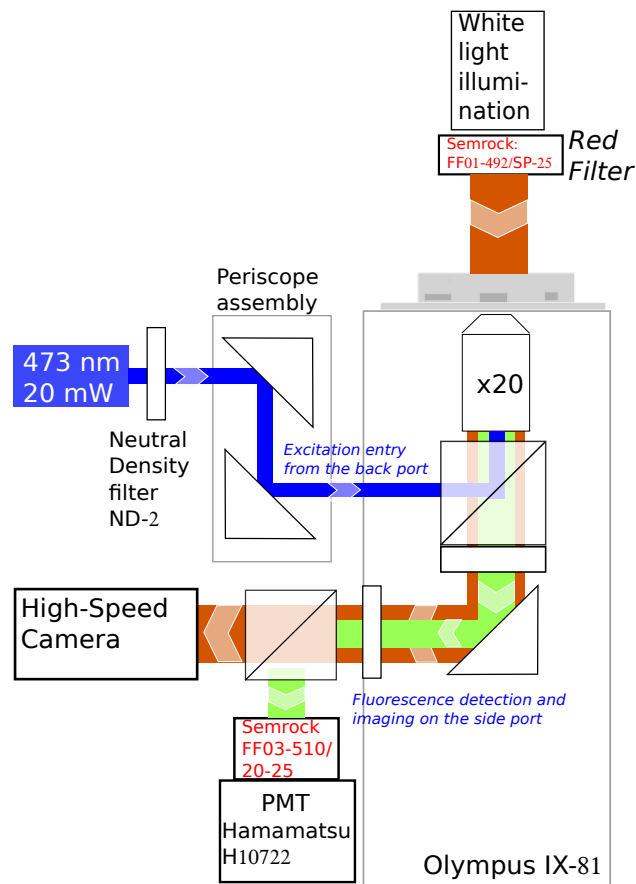 White
light
illumi-
nation
Semrock:
FF01-492/SP-25
Red
Filter
Periscope
assembly
473 nm
20 mW
x20
Neutral
Density
filter
ND-2
Excitation entry
from the back port
High-Speed
Camera
Fluorescence detection and
imaging on the side port
Semrock
FF03-510/
20-25
PMT
Hamamatsu
H10722
Olympus IX-81